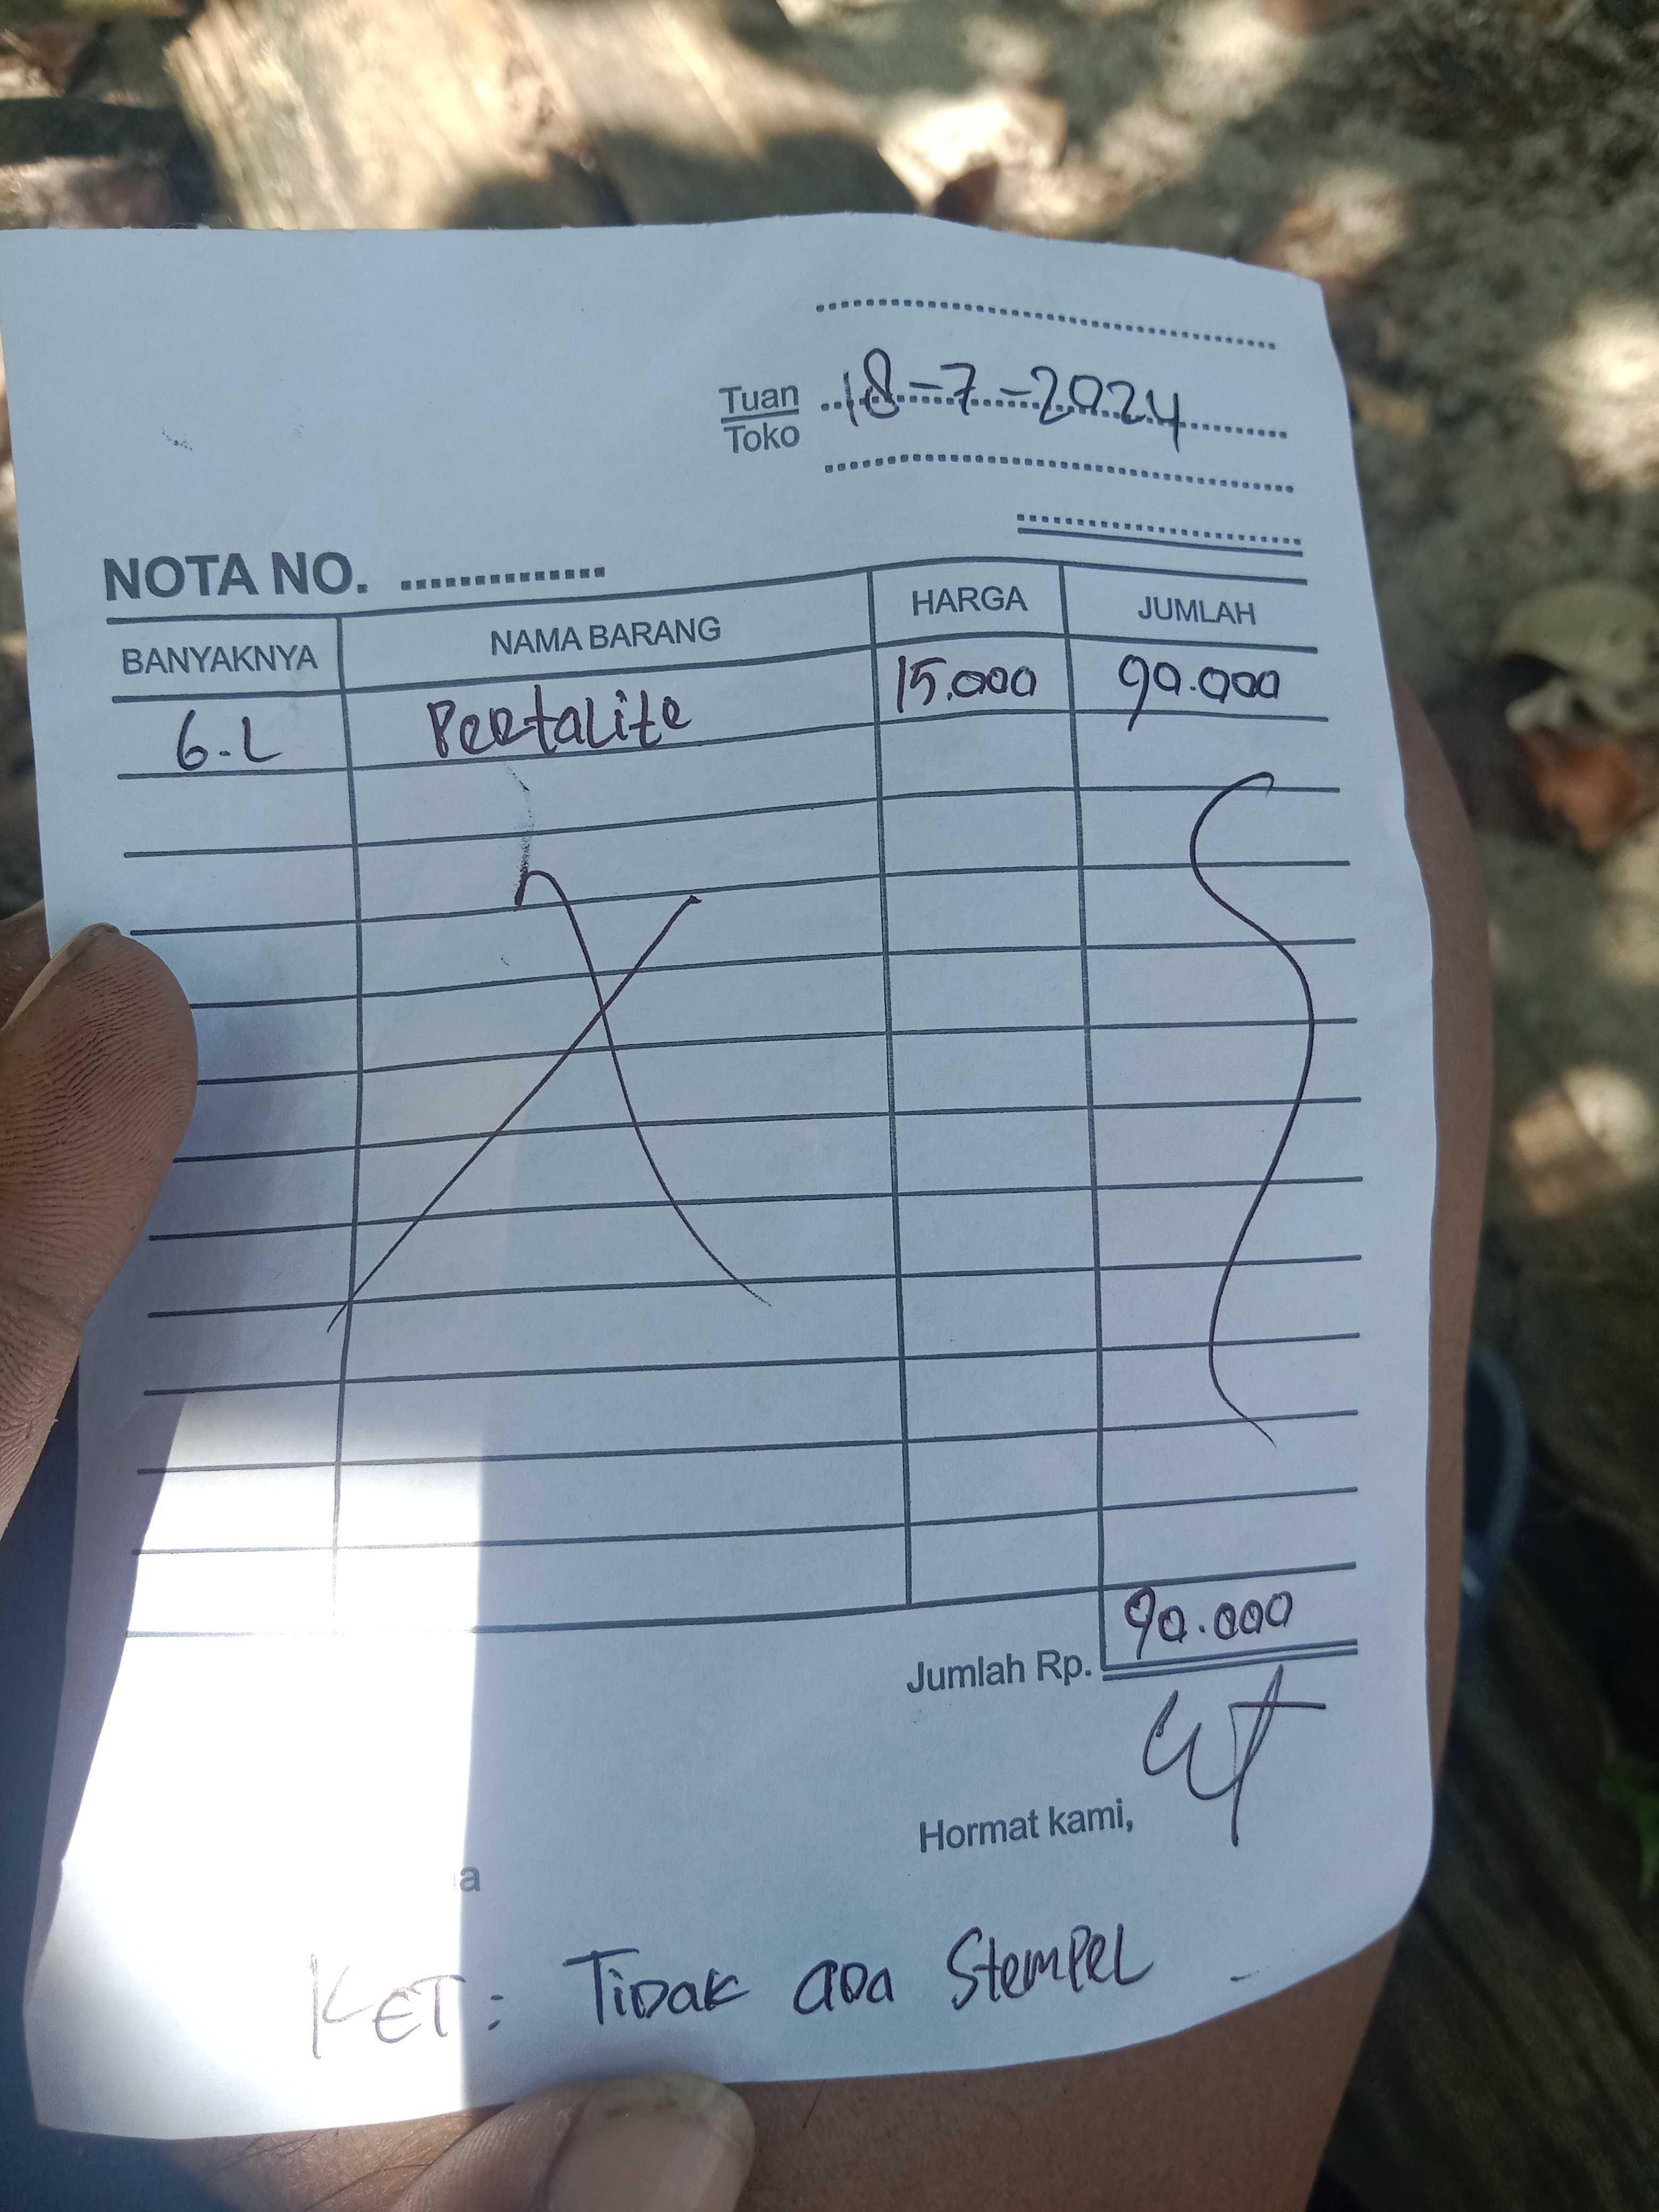 Tuan
Toko
18-7-2024
NOTA NO.
BANYAKNYA NAMA BARANG HARGA JUMLAH
6.L Pertalite 15.000 90.000
Jumlah Rp. 90.000
Hormat kami,
KET: Tidak ada Stempel